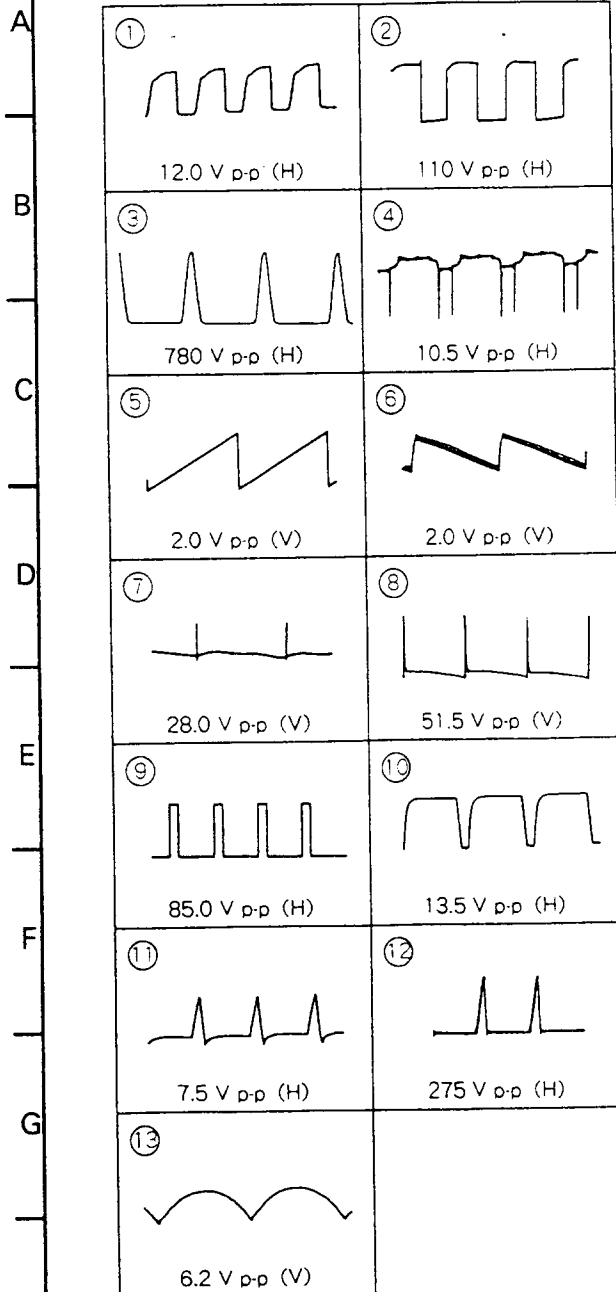 A
① ②
12.0 V p-p (H) 110 V p-p (H)
B
③ ④
780 V p-p (H) 10.5 V p-p (H)
C
⑤ ⑥
2.0 V p-p (V) 2.0 V p-p (V)
D
⑦ ⑧
28.0 V p-p (V) 51.5 V p-p (V)
E
⑨ ⑩
85.0 V p-p (H) 13.5 V p-p (H)
F
⑪ ⑫
7.5 V p-p (H) 275 V p-p (H)
G
⑬
6.2 V p-p (V)